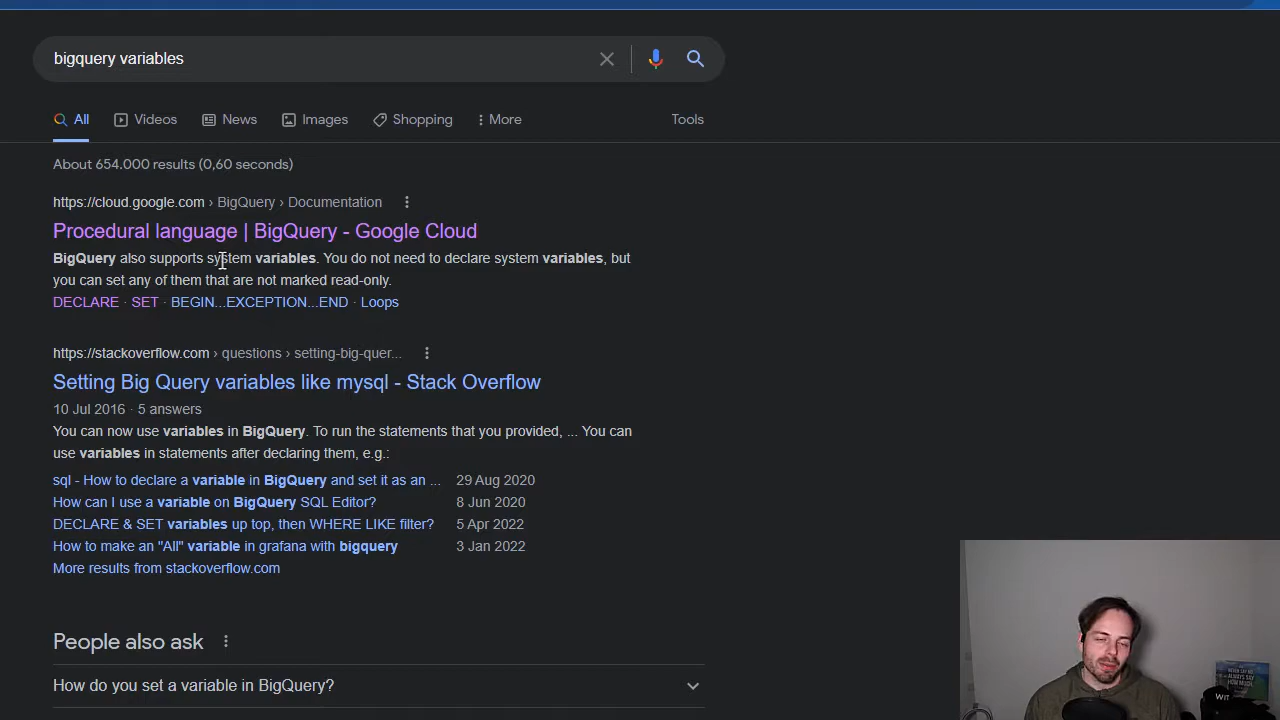 bigquery variables
All
Videos
News
Images
Shopping
More
Tools
About 654.000 results (0,60 seconds)
https://cloud.google.com › BigQuery › Documentation
Procedural language | BigQuery - Google Cloud
BigQuery also supports system variables. You do not need to declare system variables, but
you can set any of them that are not marked read-only.
DECLARE · SET · BEGIN...EXCEPTION...END · Loops
https://stackoverflow.com › questions › setting-big-quer...
Setting Big Query variables like mysql - Stack Overflow
10 Jul 2016 · 5 answers
You can now use variables in BigQuery. To run the statements that you provided, ... You can
use variables in statements after declaring them, e.g.:
sql - How to declare a variable in BigQuery and set it as an ... 29 Aug 2020
How can I use a variable on BigQuery SQL Editor? 8 Jun 2020
DECLARE & SET variables up top, then WHERE LIKE filter? 5 Apr 2022
How to make an "All" variable in grafana with bigquery 3 Jan 2022
More results from stackoverflow.com
People also ask
How do you set a variable in BigQuery?
NEVER SAY NO,
ALWAYS SAY
HOW MUCH.
WIT